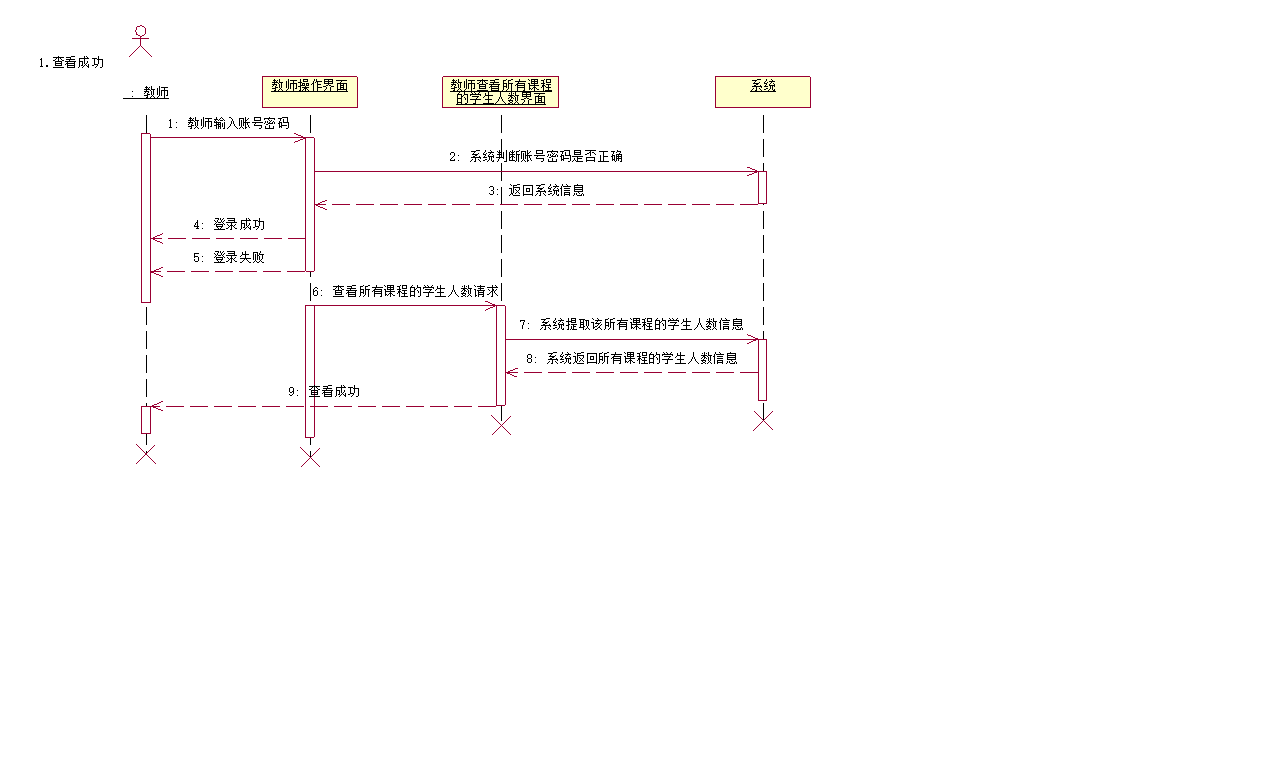 1.查看成功
: 教师
教师操作界面
教师查看所有课程
的学生人数界面
系统
1: 教师输入账号密码
2: 系统判断账号密码是否正确
3: 返回系统信息
4: 登录成功
5: 登录失败
6: 查看所有课程的学生人数请求
7: 系统提取该所有课程的学生人数信息
8: 系统返回所有课程的学生人数信息
9: 查看成功